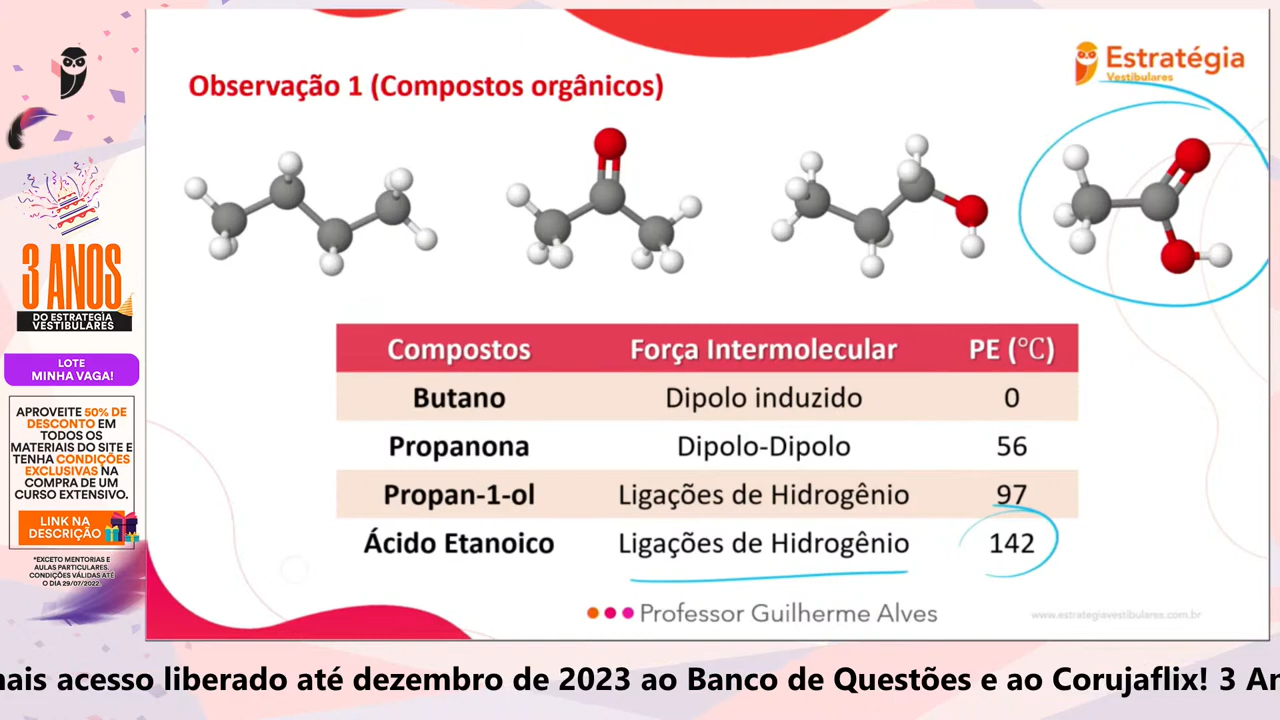 Observação 1 (Compostos orgânicos)
Estratégia
Vestibulares
3 ANOS
DO ESTRATEGIA
VESTIBULARES
LOTE
MINHA VAGA!
APROVEITE 50% DE
DESCONTO EM
TODOS OS
MATERIAIS DO SITE E
TENHA CONDIÇÕES
EXCLUSIVAS NA
COMPRA DE UM
CURSO EXTENSIVO.
LINK NA
DESCRIÇÃO
*EXCETO MENTORIAS E
AULAS PARTICULARES.
CONDIÇÕES VÁLIDAS ATÉ
O DIA 29/07/2022.
Compostos Força Intermolecular PE (°C)
Butano Dipolo induzido 0
Propanona Dipolo-Dipolo 56
Propan-1-ol Ligações de Hidrogênio 97
Ácido Etanoico Ligações de Hidrogênio 142
Professor Guilherme Alves
www.estrategiavestibulares.com.br
nais acesso liberado até dezembro de 2023 ao Banco de Questões e ao Corujaflix! 3 An